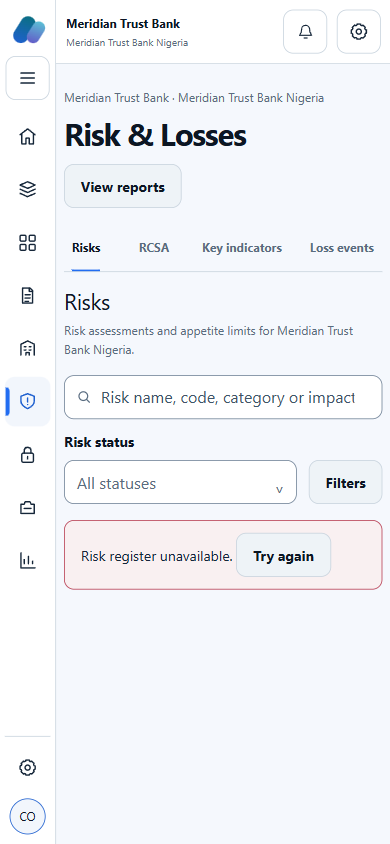 Meridian Trust Bank
Meridian Trust Bank Nigeria
Meridian Trust Bank · Meridian Trust Bank Nigeria
Risk & Losses
View reports
Risks RCSA Key indicators Loss events
Risks
Risk assessments and appetite limits for Meridian Trust
Bank Nigeria.
Risk name, code, category or impact
Risk status
All statuses v
Filters
Risk register unavailable. Try again
CO